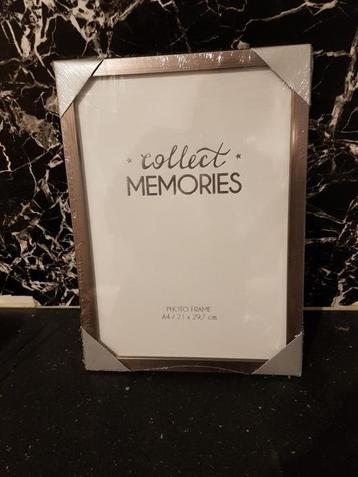 collect
MEMORIES
PHOTO FRAME
A4 / 21 x 29,7 cm